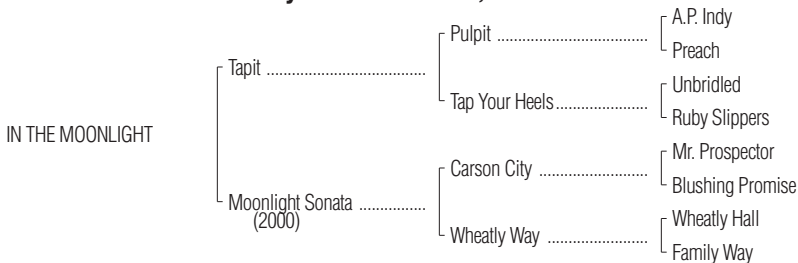 A.P. Indy
Pulpit ..........................................
Preach
Tapit ............................................
Unbridled
Tap Your Heels..........................
Ruby Slippers
IN THE MOONLIGHT
Mr. Prospector
Carson City ..............................
Blushing Promise
Moonlight Sonata ..................
(2000)
Wheatly Hall
Wheatly Way ............................
Family Way